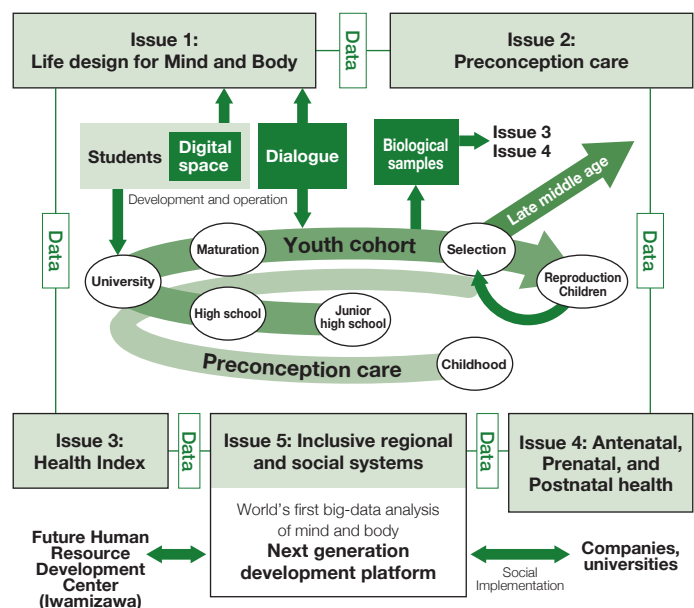 Issue 1:
Life design for Mind and Body
Data
Issue 2:
Preconception care
Students
Digital
space
Dialogue
Biological
samples
Issue 3
Issue 4
Late middle age
Development and operation
Data
Data
Maturation
Youth cohort
Selection
University
Reproduction
Children
High school
Junior
high school
Preconception care
Childhood
Issue 3:
Health Index
Data
Issue 5: Inclusive regional
and social systems
Data
Issue 4: Antenatal,
Prenatal, and
Postnatal health
World's first big-data analysis
of mind and body
Next generation
development platform
Future Human
Resource
Development
Center
(Iwamizawa)
Social
Implementation
Companies,
universities